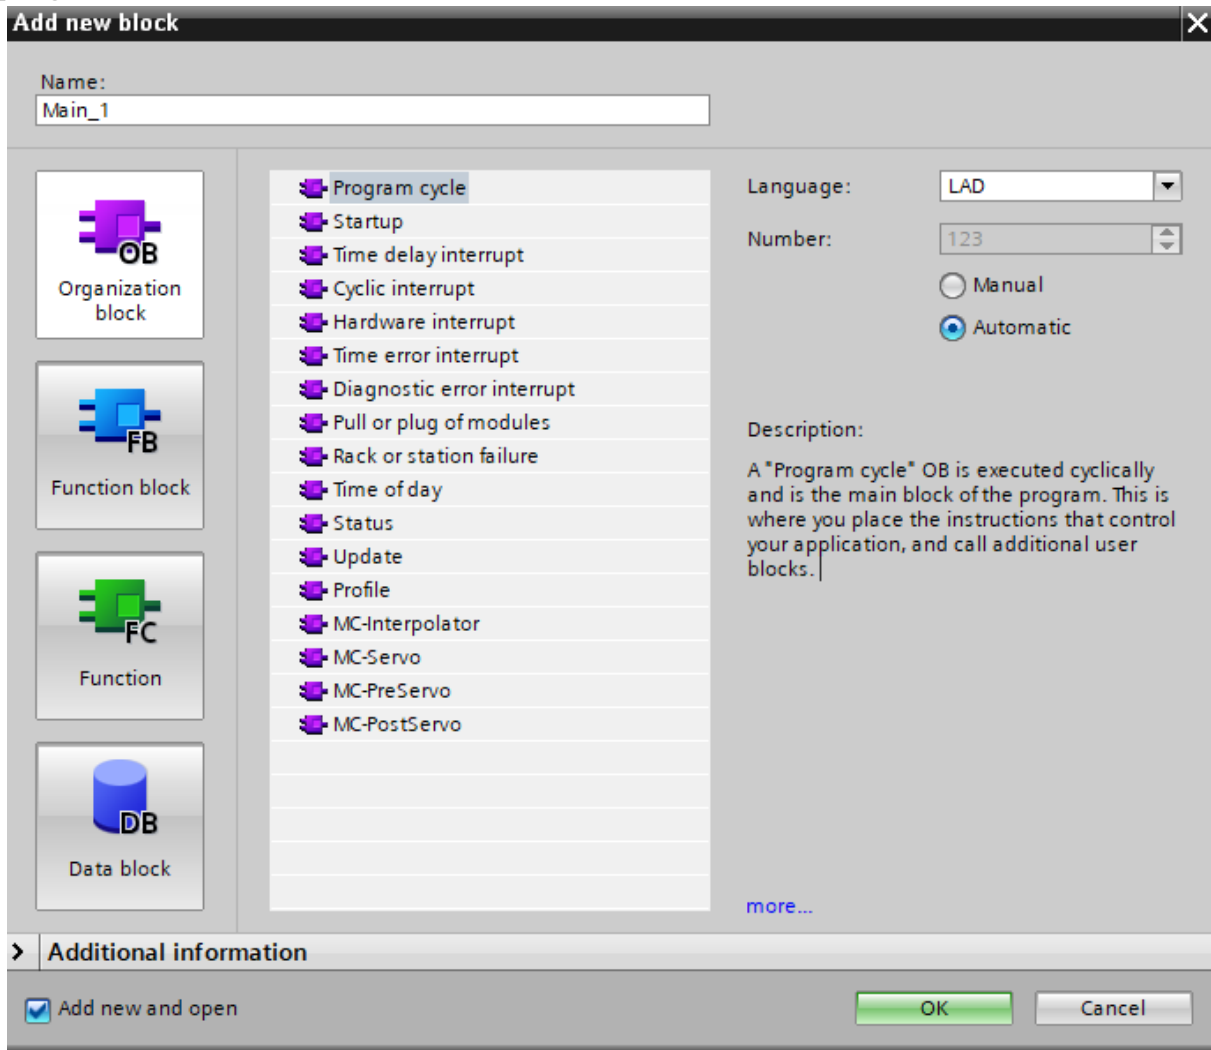 Add new block
Name:
Main_1
OB
Organization
block
FB
Function block
FC
Function
DB
Data block
Program cycle
Startup
Time delay interrupt
Cyclic interrupt
Hardware interrupt
Time error interrupt
Diagnostic error interrupt
Pull or plug of modules
Rack or station failure
Time of day
Status
Update
Profile
MC-Interpolator
MC-Servo
MC-PreServo
MC-PostServo
Language:
LAD
Number:
123
Manual
Automatic
Description:
A "Program cycle" OB is executed cyclically
and is the main block of the program. This is
where you place the instructions that control
your application, and call additional user
blocks.
more...
Additional information
Add new and open
OK
Cancel